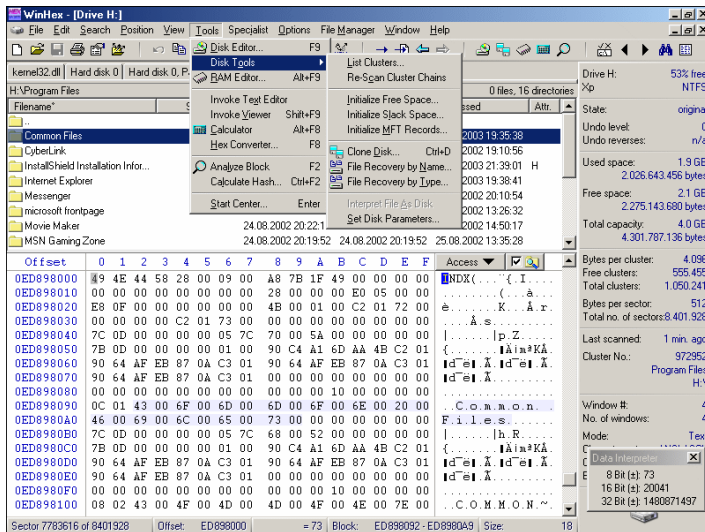 WinHex - [Drive H:]
File Edit Search Position View Tools Specialist Options File Manager Window Help
kernel32.dll Hard disk 0 Hard disk 0, P
H:\Program Files
0 files, 16 directories
Filename
Attr.
..
Common Files
2003 19:35:38
CyberLink
2002 19:10:56
InstallShield Installation Infor...
2003 21:39:01 H
Internet Explorer
2003 19:38:41
Messenger
2002 20:10:54
microsoft frontpage
2002 13:26:32
Movie Maker
24.08.2002 20:22:1
2002 14:50:17
MSN Gaming Zone
24.08.2002 20:19:52 24.08.2002 20:19:52 25.08.2002 13:35:28
Disk Editor... F9
Disk Tools
RAM Editor... Alt+F9
Invoke Text Editor
Invoke Viewer Shift+F9
Calculator Alt+F8
Hex Converter... F8
Analyze Block F2
Calculate Hash... Ctrl+F2
Start Center... Enter
List Clusters...
Re-Scan Cluster Chains
Initialize Free Space...
Initialize Slack Space...
Initialize MFT Records...
Clone Disk... Ctrl+D
File Recovery by Name...
File Recovery by Type...
Interpret File As Disk
Set Disk Parameters...
Offset 0 1 2 3 4 5 6 7 8 9 A B C D E F Access
0ED898000 49 4E 44 58 28 00 09 00 A8 7B 1F 49 00 00 00 00
0ED898010 00 00 00 00 00 00 00 00 28 00 00 00 E0 05 00 00
0ED898020 E8 0F 00 00 00 00 00 00 4B 00 01 00 C2 01 72 00
0ED898030 00 00 00 00 C2 01 73 00 00 00 00 00 00 00 00 00
0ED898040 00 00 00 00 00 00 05 7C 70 00 5A 00 00 00 00 00
0ED898050 7B 0D 00 00 00 00 01 00 90 C4 A1 6D AA 4B C2 01
0ED898060 90 64 AF EB 87 0A C3 01 90 64 AF EB 87 0A C3 01
0ED898070 90 64 AF EB 87 0A C3 01 00 00 00 00 00 00 00 00
0ED898080 00 00 00 00 00 00 00 00 00 00 00 10 00 00 00 00
0ED898090 0C 01 43 00 6F 00 6D 00 6D 00 6F 00 6E 00 20 00
0ED8980A0 46 00 69 00 6C 00 65 00 73 00 00 00 00 00 00 00
0ED8980B0 7C 0D 00 00 00 00 05 7C 68 00 52 00 00 00 00 00
0ED8980C0 7B 0D 00 00 00 00 01 00 90 C4 A1 6D AA 4B C2 01
0ED8980D0 90 64 AF EB 87 0A C3 01 90 64 AF EB 87 0A C3 01
0ED8980E0 90 64 AF EB 87 0A C3 01 00 00 00 00 00 00 00 00
0ED8980F0 00 00 00 00 00 00 00 00 00 00 00 10 00 00 00 00
0ED898100 08 02 43 00 4F 00 4D 00 4D 00 4F 00 4E 00 7E 00
Drive H: 53% free
Xp NTFS
State: origina
Undo level: 0
Undo reverses: n/a
Used space: 1.9 GB
2.026.643.456 bytes
Free space: 2.1 GB
2.275.143.680 bytes
Total capacity: 4.0 GB
4.301.787.136 bytes
Bytes per cluster: 4.096
Free clusters: 555.455
Total clusters: 1.050.241
Bytes per sector: 512
Total no. of sectors: 8.401.928
Last scanned: 1 min. ago
Cluster No.: 972952
Program Files
H:\
Window #: 4
No. of windows: 4
Mode: Tex
Data Interpreter
8 Bit (±): 73
16 Bit (±): 20041
32 Bit (±): 1480871497
Sector 7783616 of 8401928 Offset: ED898000 = 73 Block: ED898092 - ED8980A9 Size: 18